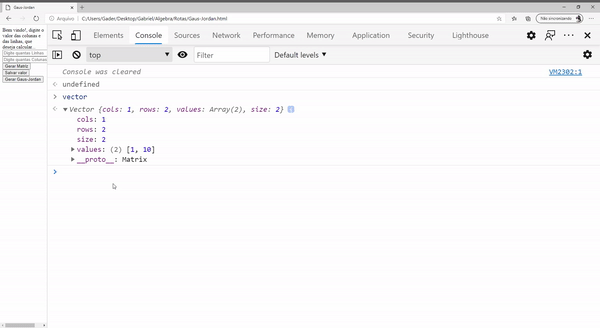 Gaus-Jordan
Arquivo
C:/Users/Gader/Desktop/Gabriel/Algebra/Rotas/Gaus-Jordan.html
Não sincronizando
Bem vindo!, digite o
valor das colunas e
das linhas, que
deseja calcular.
Digite quantas Linhas
Digite quantas Colunas
Gerar Matriz
Salvar valor
Gerar Gaus-Jordan
Elements Console Sources Network Performance Memory Application Security Lighthouse
top Filter Default levels
Console was cleared VM2302:1
undefined
vector
Vector {cols: 1, rows: 2, values: Array(2), size: 2}
cols: 1
rows: 2
size: 2
values: (2) [1, 10]
__proto__: Matrix